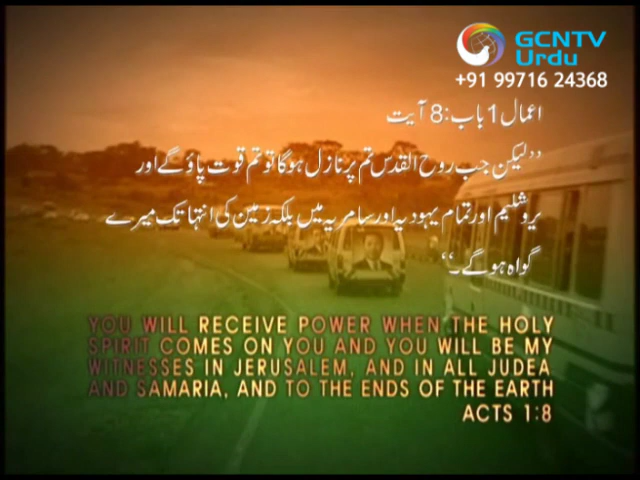 GCNTV
Urdu
+91 99716 24368
اعمال 1 باب : 8 آیت
”لیکن جب روح القدس تم پر نازل ہوگا تو تم قوت پاؤ گے اور
یروشلیم اور تمام یہودیہ اور سامریہ میں بلکہ زمین کی انتہا تک میرے
گواہ ہو گے۔“
YOU WILL RECEIVE POWER WHEN THE HOLY
SPIRIT COMES ON YOU AND YOU WILL BE MY
WITNESSES IN JERUSALEM, AND IN ALL JUDEA
AND SAMARIA, AND TO THE ENDS OF THE EARTH
ACTS 1:8